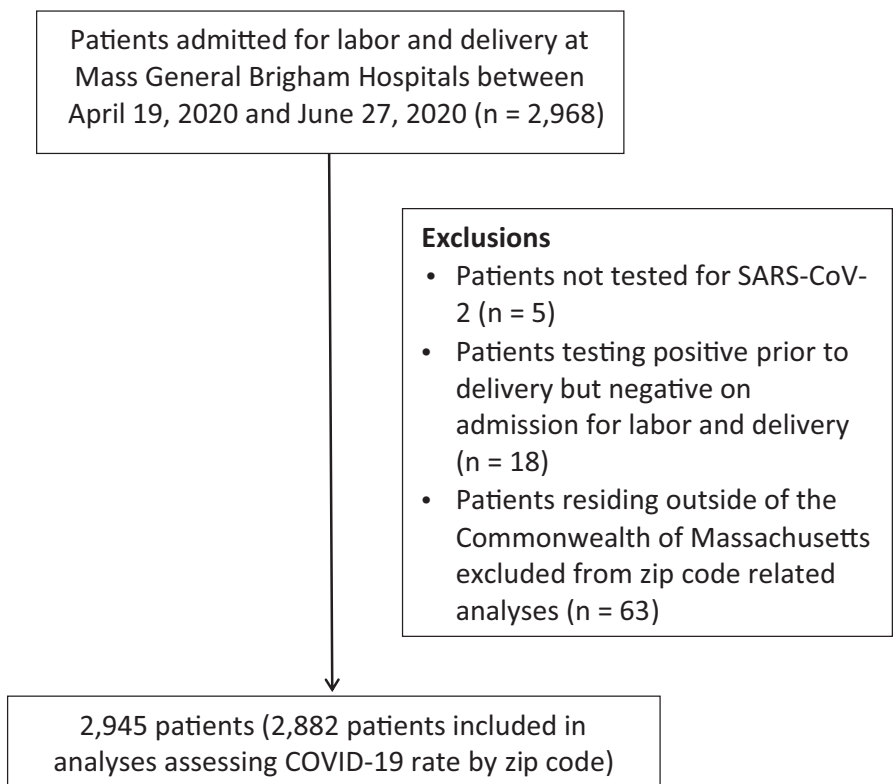 Patients admitted for labor and delivery at
Mass General Brigham Hospitals between
April 19, 2020 and June 27, 2020 (n = 2,968)
Exclusions
• Patients not tested for SARS-CoV-
2 (n = 5)
• Patients testing positive prior to
delivery but negative on
admission for labor and delivery
(n = 18)
• Patients residing outside of the
Commonwealth of Massachusetts
excluded from zip code related
analyses (n = 63)
2,945 patients (2,882 patients included in
analyses assessing COVID-19 rate by zip code)